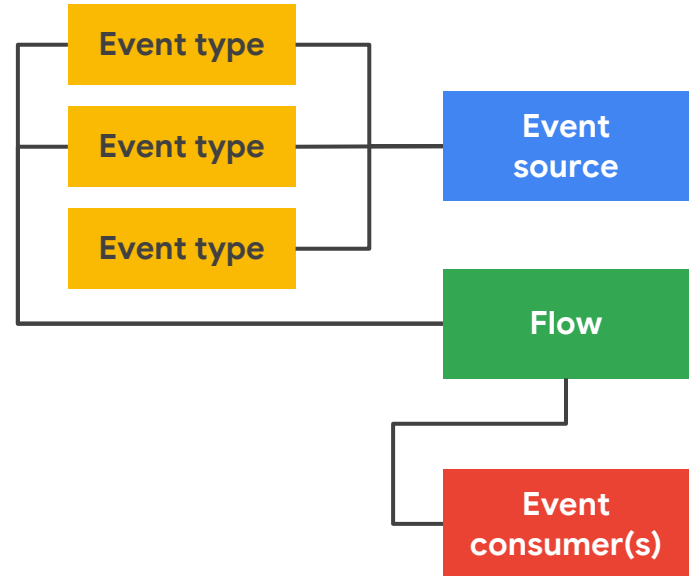 Event type
Event type
Event type
Event
source
Flow
Event
consumer(s)